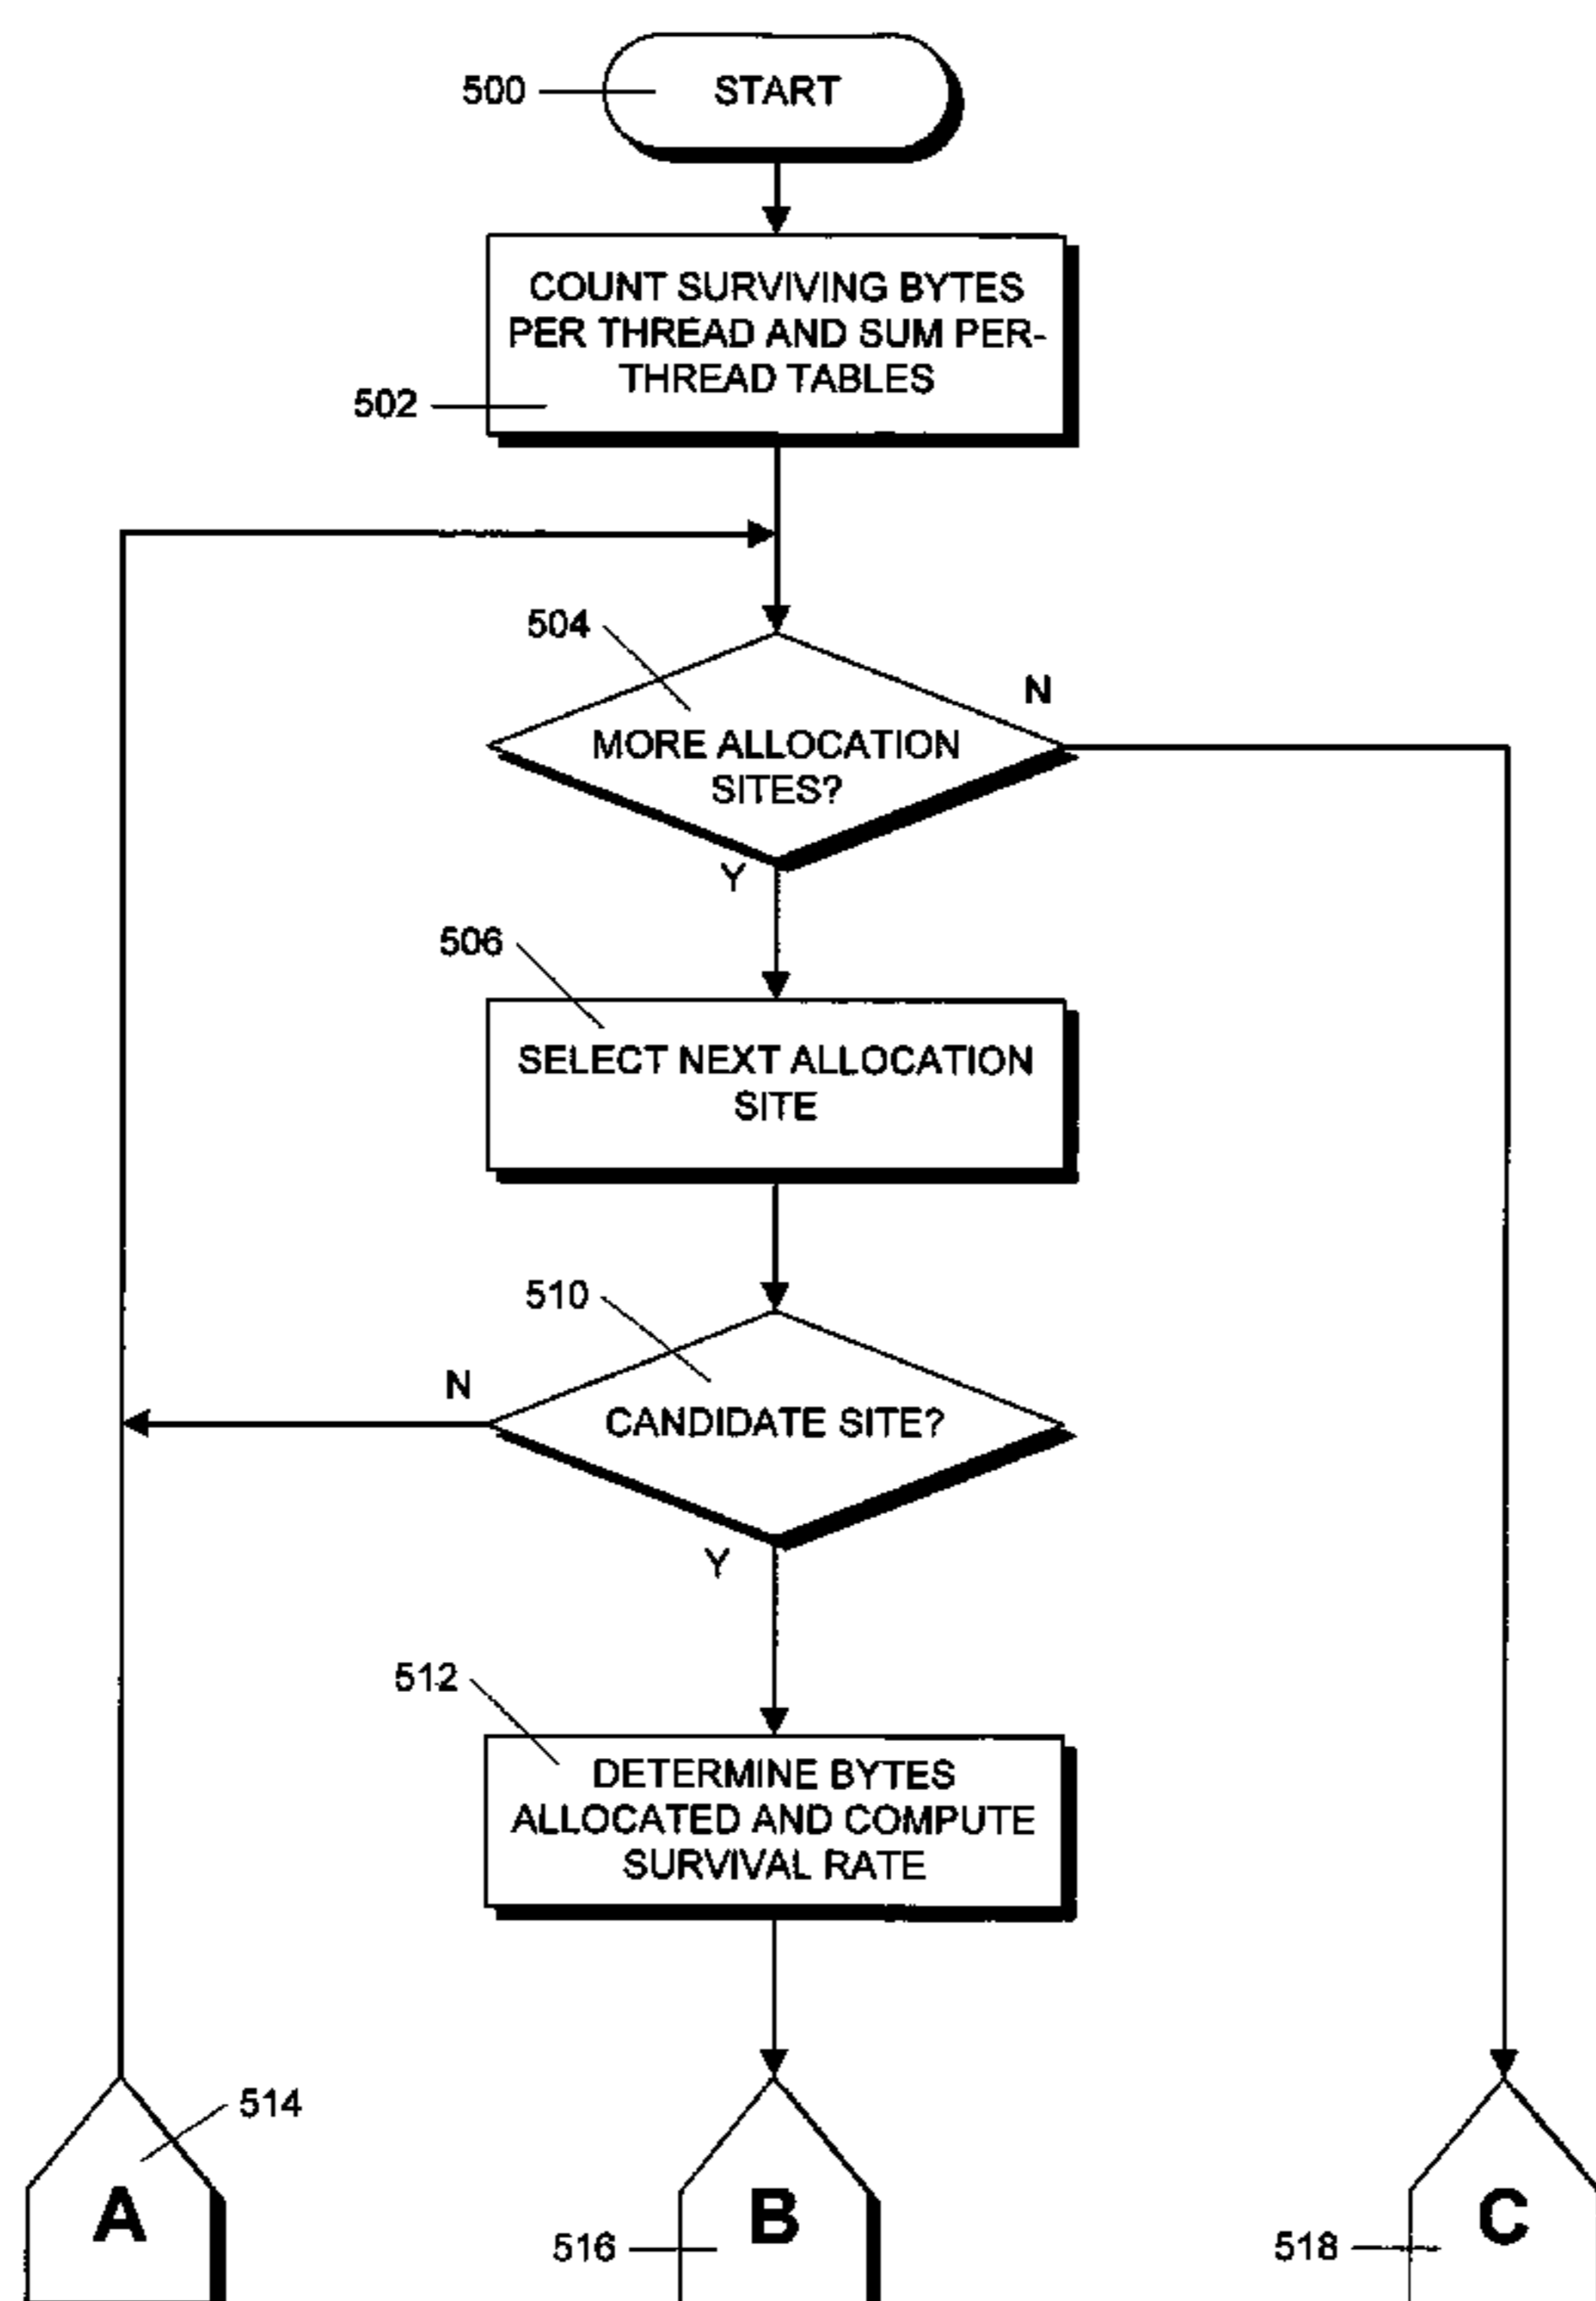 500
START
COUNT SURVIVING BYTES
PER THREAD AND SUM PER-
THREAD TABLES
502
504
N
MORE ALLOCATION
SITES?
Y
506
SELECT NEXT ALLOCATION
SITE
510
N
CANDIDATE SITE?
Y
512
DETERMINE BYTES
ALLOCATED AND COMPUTE
SURVIVAL RATE
514
A
B
C
516
518